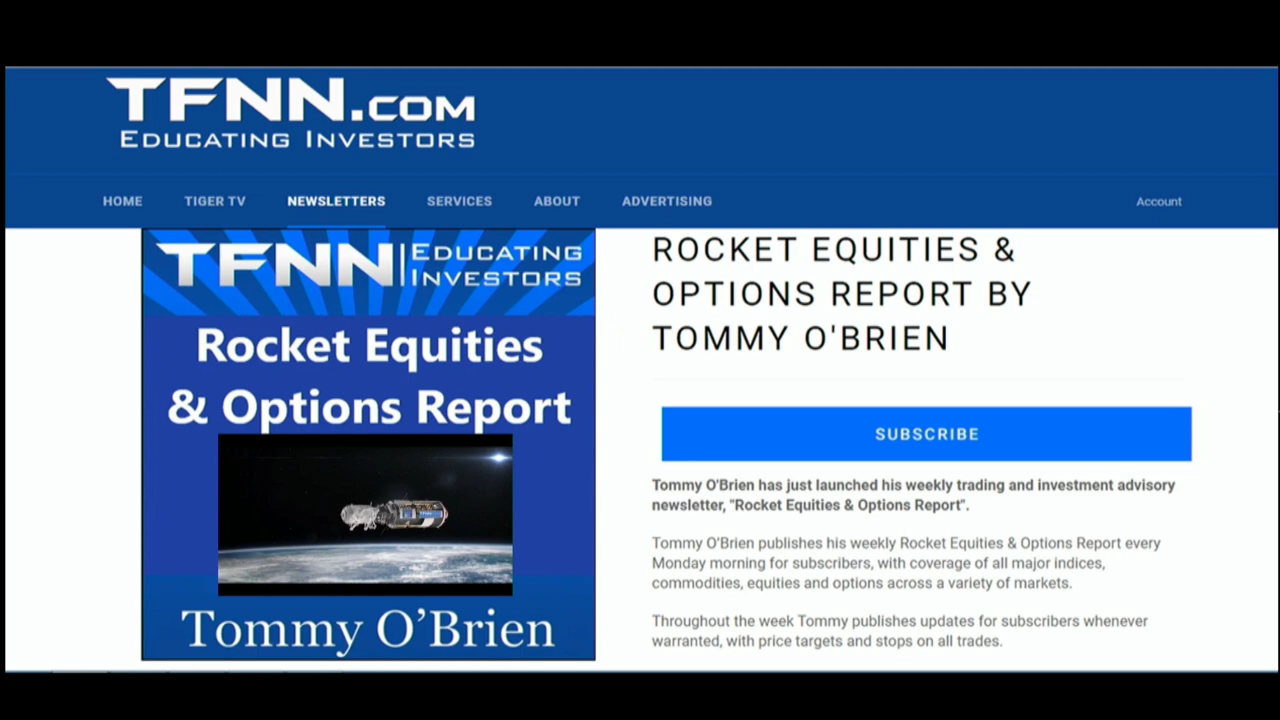 TFNN.COM
EDUCATING INVESTORS
HOME TIGER TV NEWSLETTERS SERVICES ABOUT ADVERTISING Account
TFNN EDUCATING
INVESTORS
Rocket Equities
& Options Report
Tommy O’Brien
ROCKET EQUITIES &
OPTIONS REPORT BY
TOMMY O'BRIEN
SUBSCRIBE
Tommy O'Brien has just launched his weekly trading and investment advisory
newsletter, "Rocket Equities & Options Report".
Tommy O’Brien publishes his weekly Rocket Equities & Options Report every
Monday morning for subscribers, with coverage of all major indices,
commodities, equities and options across a variety of markets.
Throughout the week Tommy publishes updates for subscribers whenever
warranted, with price targets and stops on all trades.